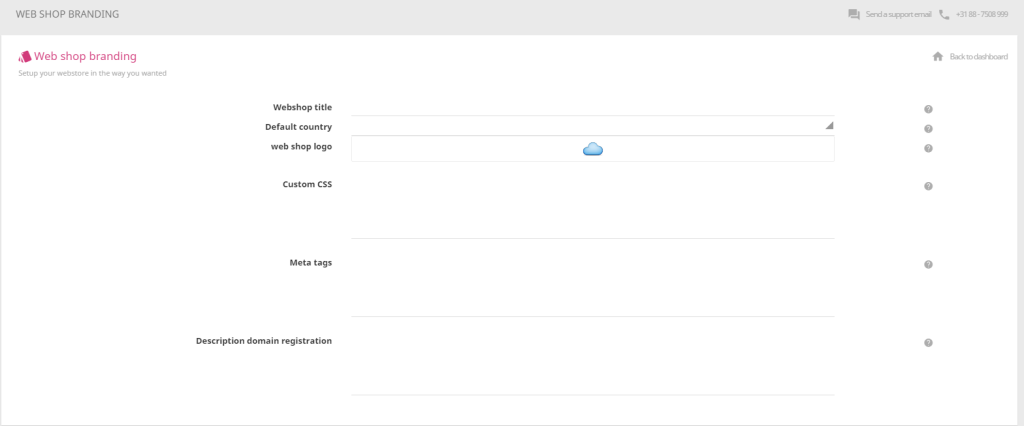 WEB SHOP BRANDING
Send a support email
+31 88 - 7508 999
Web shop branding
Back to dashboard
Setup your webstore in the way you wanted
Webshop title
Default country
web shop logo
Custom CSS
Meta tags
Description domain registration